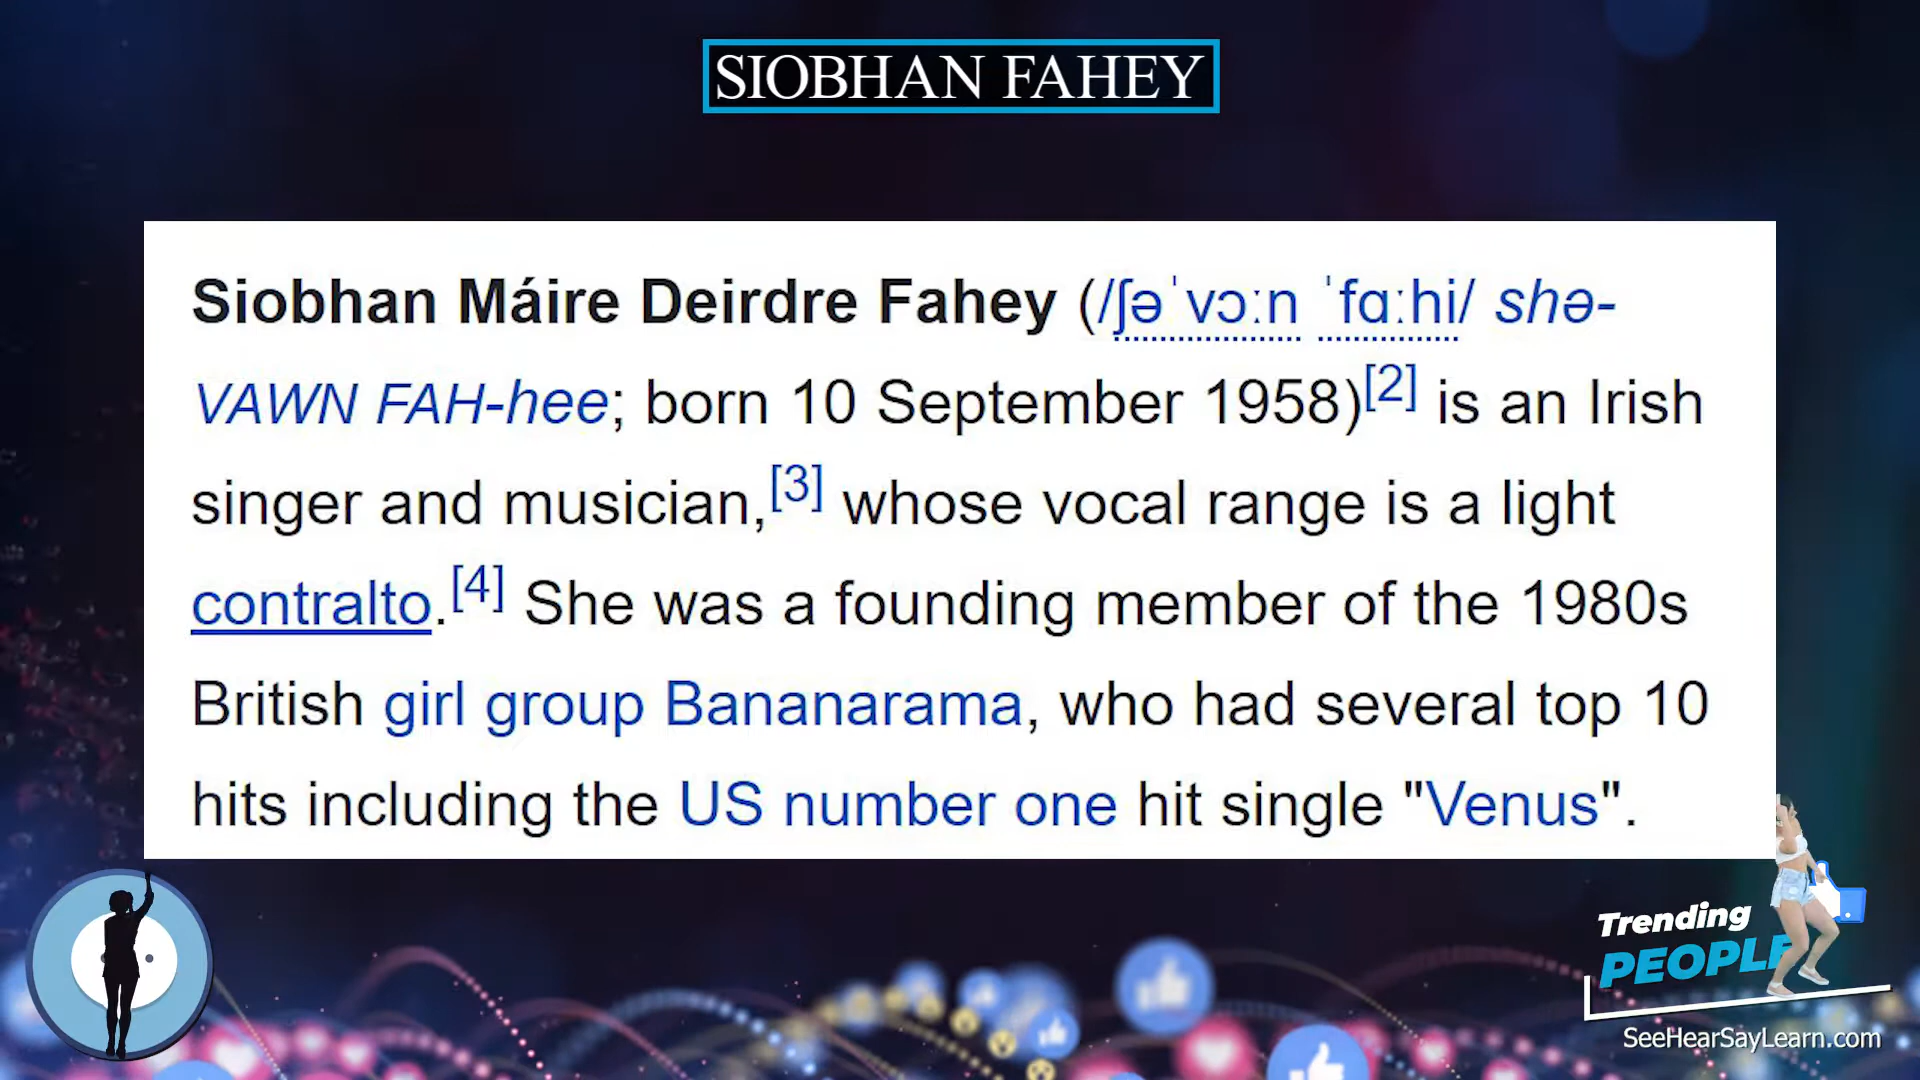 SIOBHAN FAHEY
Siobhan Máire Deirdre Fahey (/ʃəˈvɔːn ˈfɑːhi/ shə-
VAWN FAH-hee; born 10 September 1958)[2] is an Irish
singer and musician,[3] whose vocal range is a light
contralto.[4] She was a founding member of the 1980s
British girl group Bananarama, who had several top 10
hits including the US number one hit single "Venus".
Trending
PEOPLE
SeeHearSayLearn.com